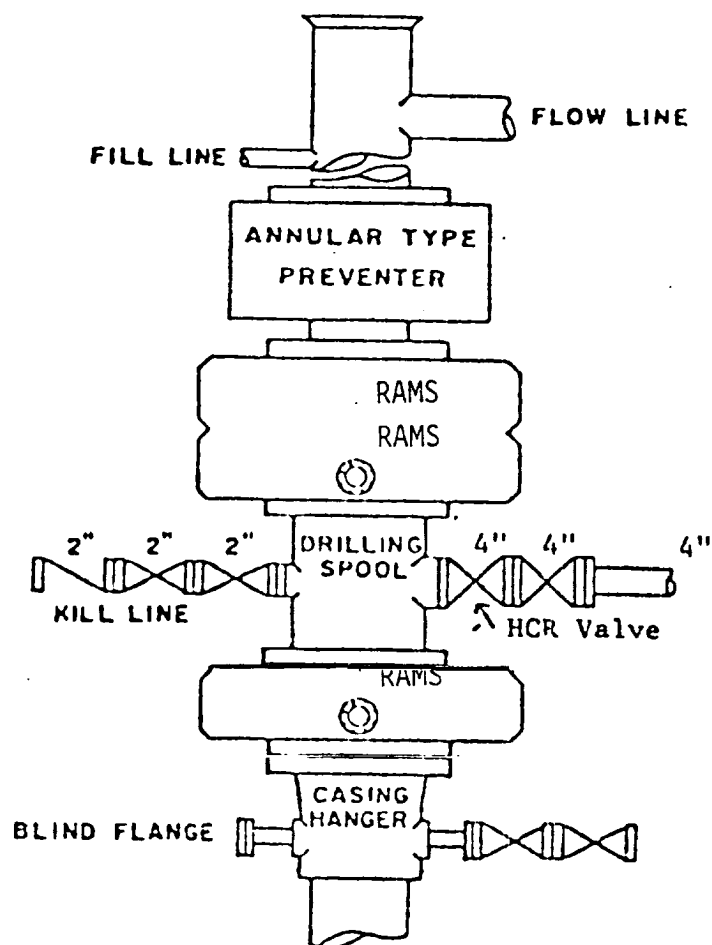 FLOW LINE
FILL LINE
ANNULAR TYPE
PREVENTER
RAMS
RAMS
2" 2" 2" DRILLING 4" 4" 4"
SPOOL
KILL LINE
HCR Valve
RAMS
CASING
HANGER
BLIND FLANGE